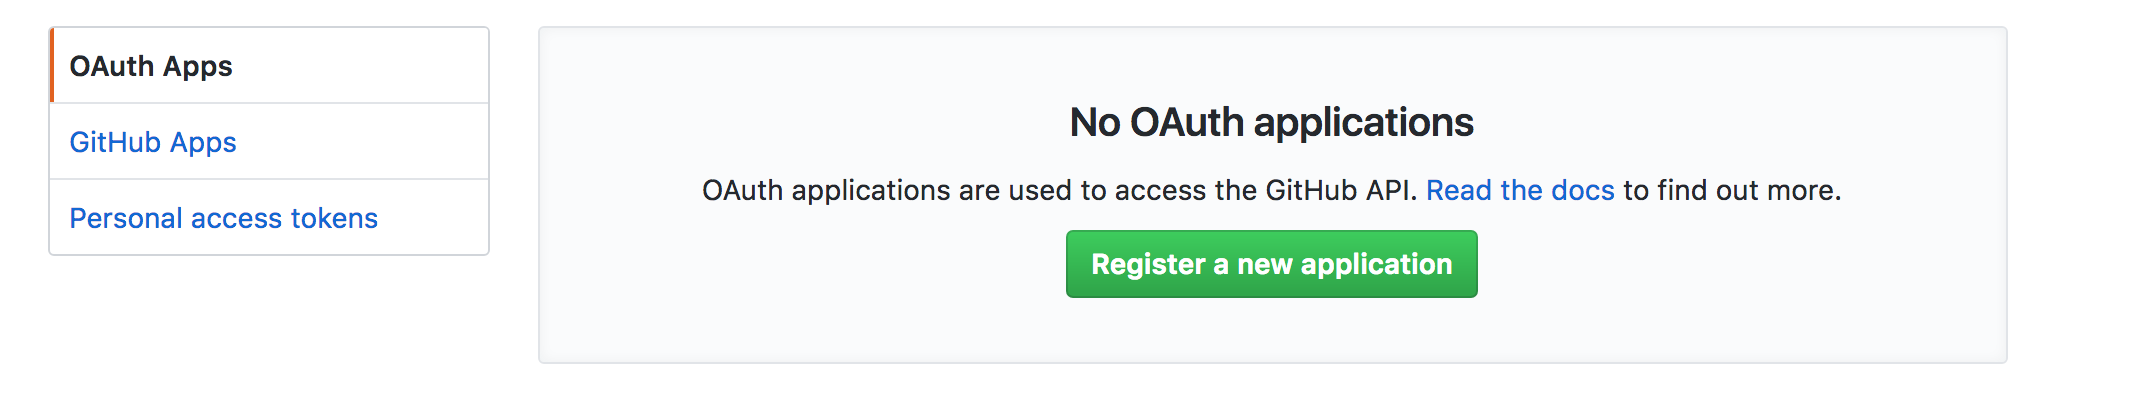 OAuth Apps
GitHub Apps
Personal access tokens
No OAuth applications
OAuth applications are used to access the GitHub API. Read the docs to find out more.
Register a new application